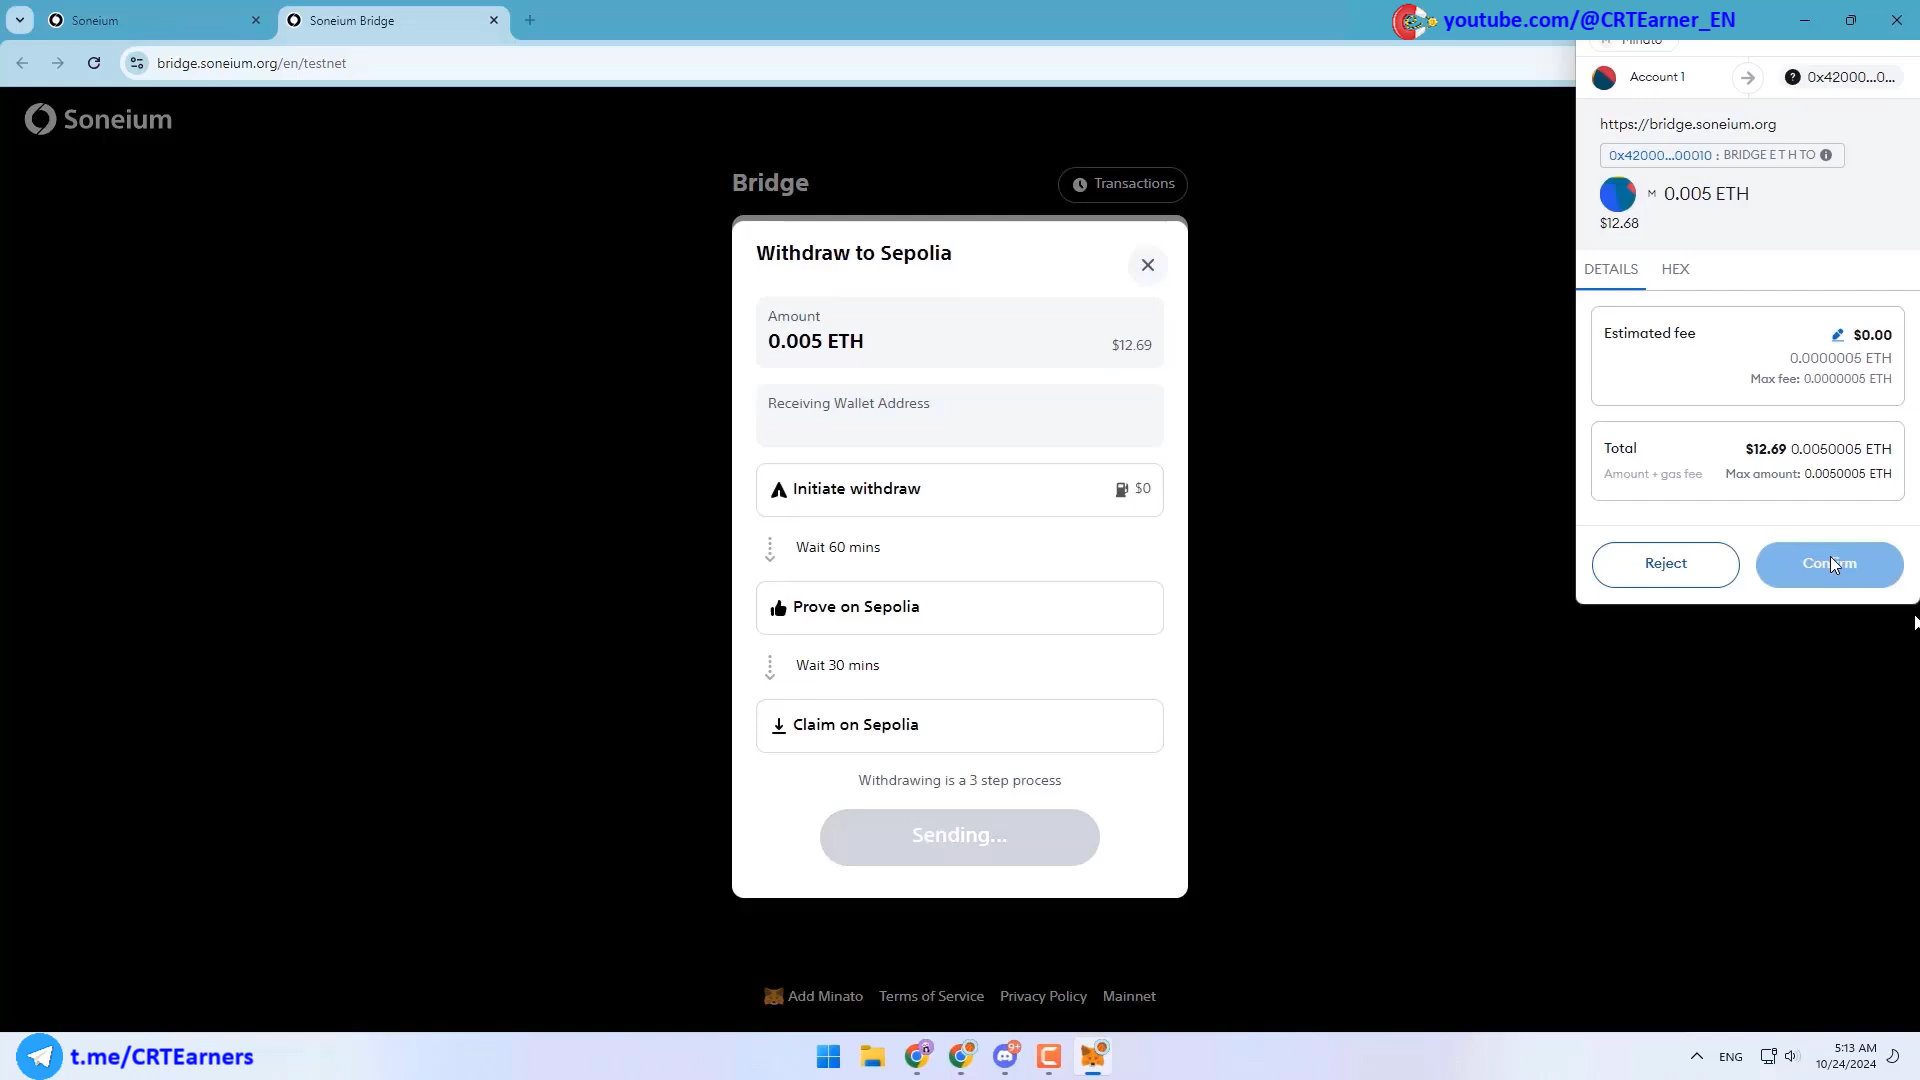 Soneium
Soneium Bridge
youtube.com/@CRTEarner_EN
bridge.soneium.org/en/testnet
Minato
Account 1
0x42000...0...
Soneium
https://bridge.soneium.org
0x42000...00010 : BRIDGE E T H TO
M 0.005 ETH
$12.68
Bridge
Transactions
DETAILS
HEX
Withdraw to Sepolia
Amount
0.005 ETH
$12.69
Receiving Wallet Address
Initiate withdraw
$0
Wait 60 mins
Prove on Sepolia
Wait 30 mins
Claim on Sepolia
Withdrawing is a 3 step process
Sending...
Estimated fee
$0.00
0.0000005 ETH
Max fee: 0.0000005 ETH
Total
$12.69 0.0050005 ETH
Amount + gas fee
Max amount: 0.0050005 ETH
Reject
Confirm
Add Minato
Terms of Service
Privacy Policy
Mainnet
t.me/CRTEarners
9+
ENG
5:13 AM
10/24/2024